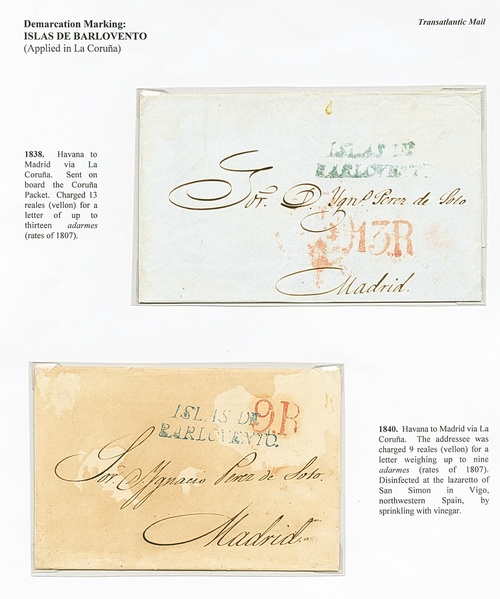 Demarcation Marking:
ISLAS DE BARLOVENTO
(Applied in La Coruña)
Transatlantic Mail
1838. Havana to
Madrid via La
Coruña. Sent on
board the Coruña
Packet. Charged 13
reales (vellon) for a
letter of up to
thirteen adarmes
(rates of 1807).
ISLAS DE
BARLOVENTO
Sor. D. Ygno. Perez de Soto
13R
Madrid.
ISLAS DE
BARLOVENTO.
9R
Sor. D. Ygnacio Perez de Soto.
Madrid.
1840. Havana to Madrid via La
Coruña. The addressee was
charged 9 reales (vellon) for a
letter weighing up to nine
adarmes (rates of 1807).
Disinfected at the lazaretto of
San Simon in Vigo,
northwestern Spain, by
sprinkling with vinegar.